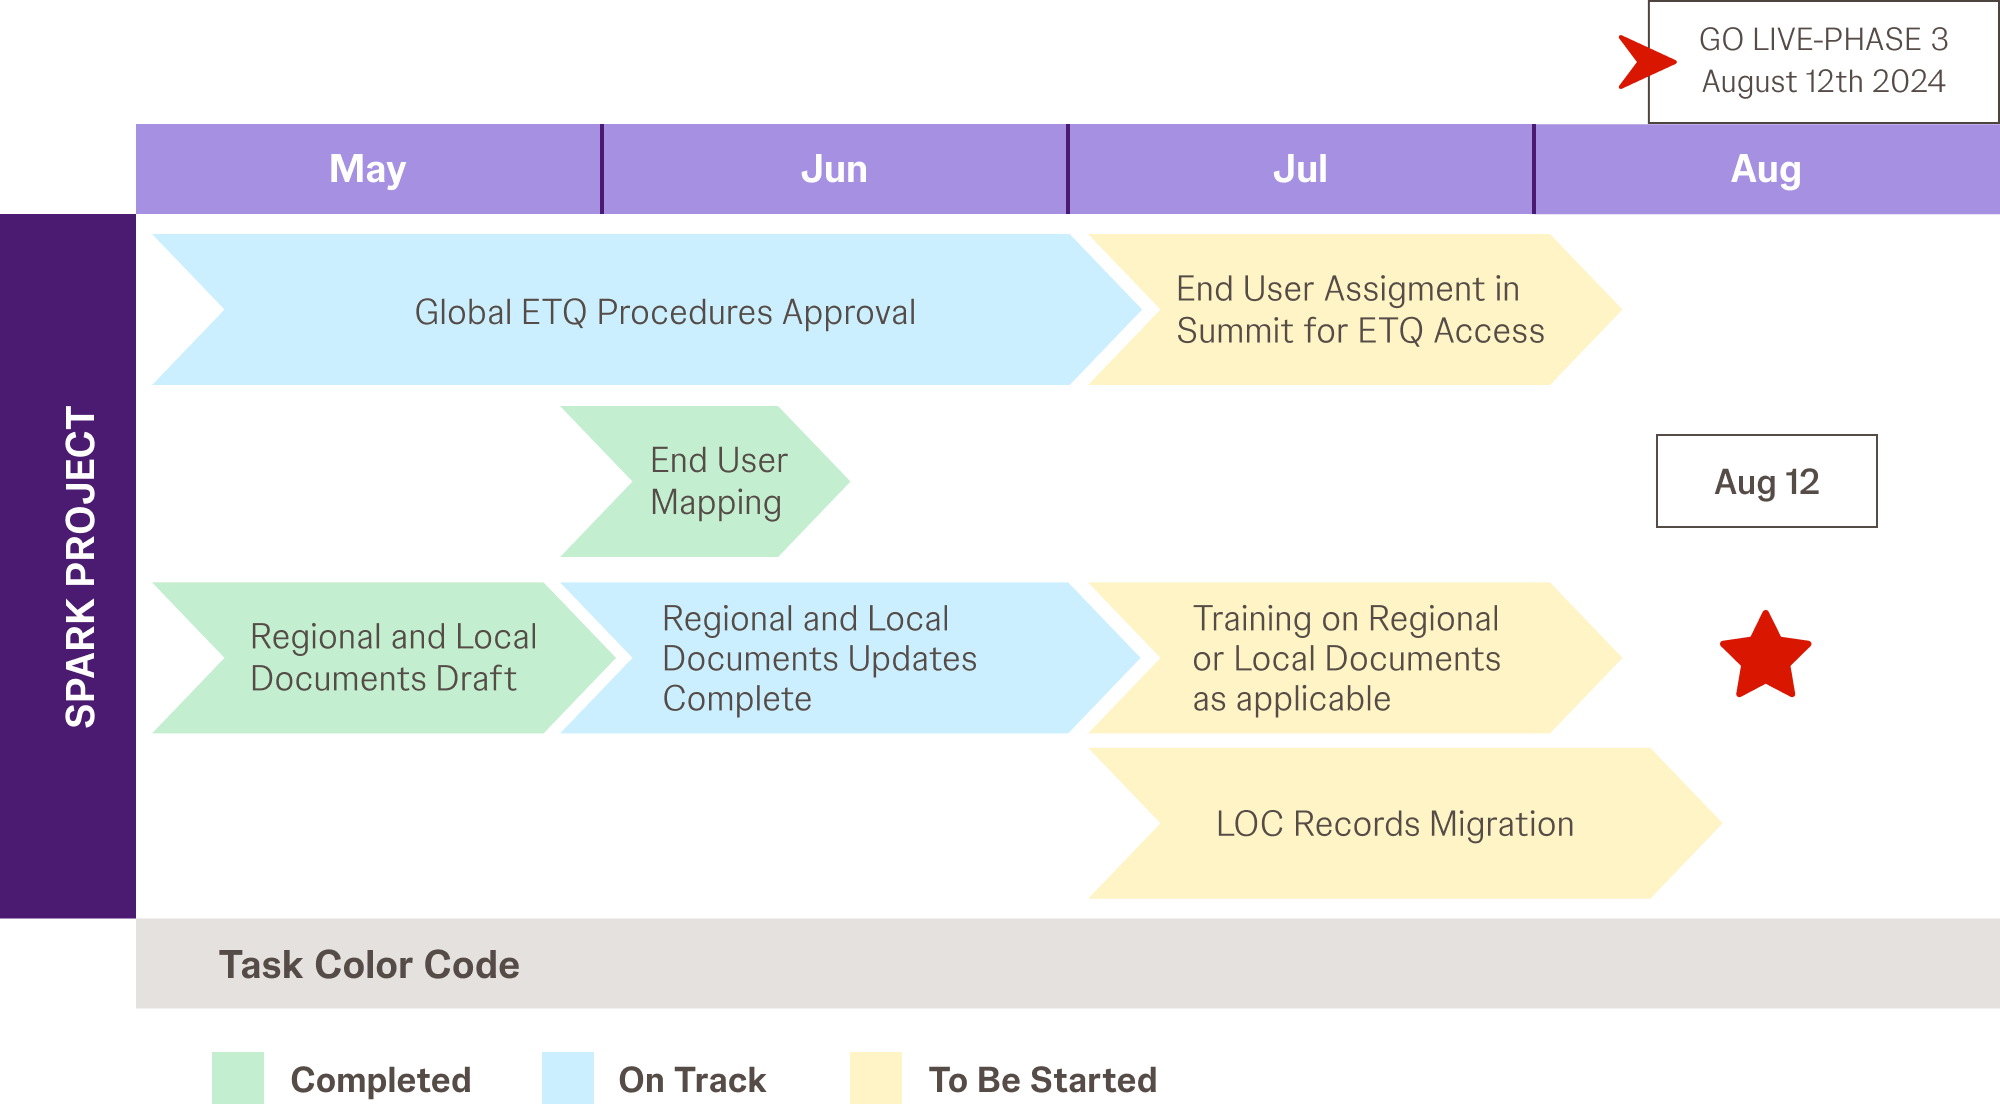 GO LIVE-PHASE 3
August 12th 2024
May
Jun
Jul
Aug
SPARK PROJECT
Global ETQ Procedures Approval
End User Assigment in
Summit for ETQ Access
End User
Mapping
Aug 12
Regional and Local
Documents Draft
Regional and Local
Documents Updates
Complete
Training on Regional
or Local Documents
as applicable
LOC Records Migration
Task Color Code
Completed
On Track
To Be Started